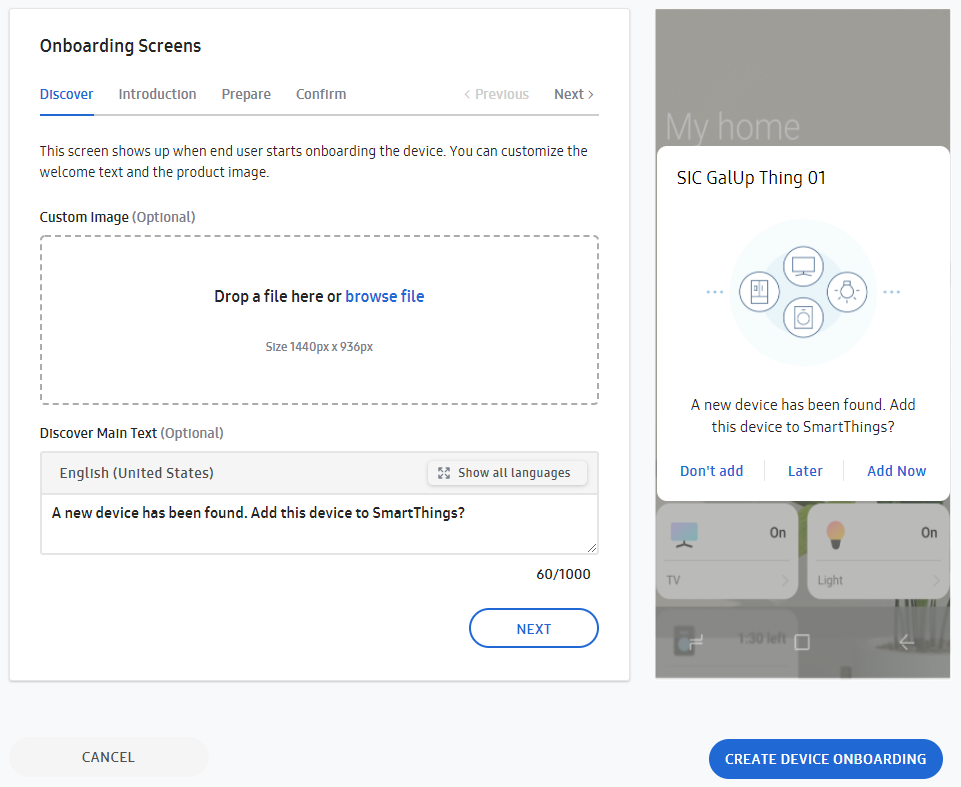 Onboarding Screens
Discover Introduction Prepare Confirm < Previous Next >
This screen shows up when end user starts onboarding the device. You can customize the
welcome text and the product image.
Custom Image (Optional)
Drop a file here or browse file
Size 1440px x 936px
Discover Main Text (Optional)
English (United States) Show all languages
A new device has been found. Add this device to SmartThings?
60/1000
NEXT
My home
SIC GalUp Thing 01
A new device has been found. Add
this device to SmartThings?
Don't add Later Add Now
On On
TV Light
1:30 left
CANCEL CREATE DEVICE ONBOARDING